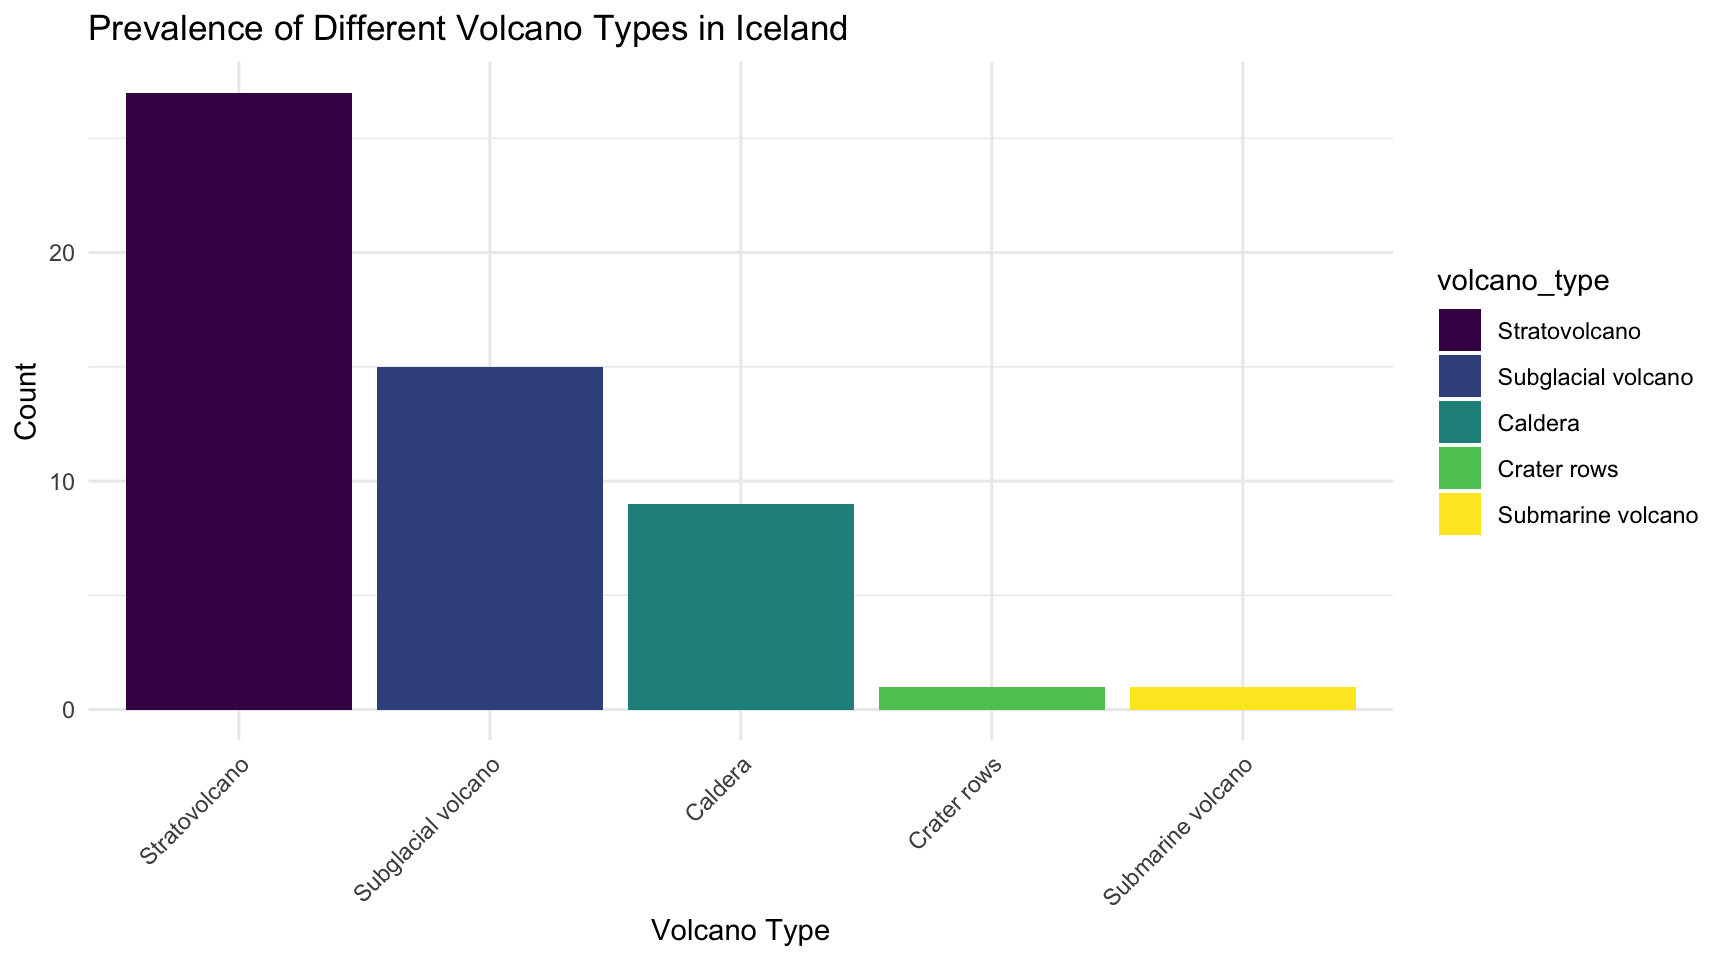 Prevalence of Different Volcano Types in Iceland
Count
20
10
0
Stratovolcano
Subglacial volcano
Caldera
Crater rows
Submarine volcano
Volcano Type
volcano_type
Stratovolcano
Subglacial volcano
Caldera
Crater rows
Submarine volcano